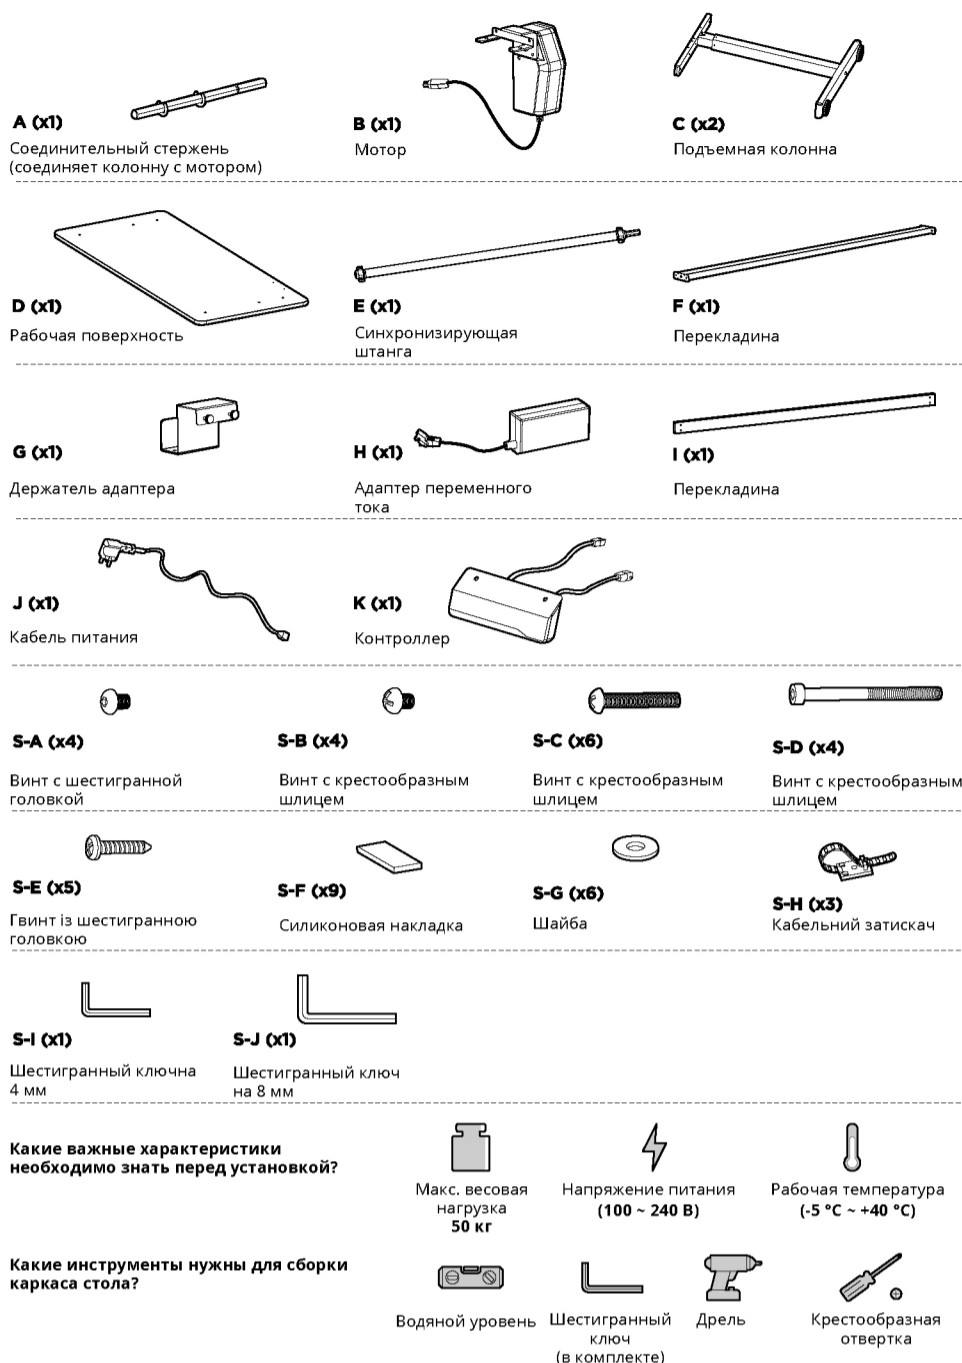 A (x1)
Соединительный стержень
(соединяет колонну с мотором)
B (x1)
Мотор
C (x2)
Подъемная колонна
D (x1)
Рабочая поверхность
E (x1)
Синхронизирующая
штанга
F (x1)
Перекладина
G (x1)
Держатель адаптера
H (x1)
Адаптер переменного
тока
I (x1)
Перекладина
J (x1)
Кабель питания
K (x1)
Контроллер
S-A (x4)
Винт с шестигранной
головкой
S-B (x4)
Винт с крестообразным
шлицем
S-C (x6)
Винт с крестообразным
шлицем
S-D (x4)
Винт с крестообразным
шлицем
S-E (x5)
Гвинт із шестигранною
головкою
S-F (x9)
Силиконовая накладка
S-G (x6)
Шайба
S-H (x3)
Кабельний затискач
S-I (x1)
Шестигранный ключна
4 мм
S-J (x1)
Шестигранный ключ
на 8 мм
Какие важные характеристики
необходимо знать перед установкой?
Макс. весовая
нагрузка
50 кг
Напряжение питания
(100 ~ 240 В)
Рабочая температура
(-5 °C ~ +40 °C)
Какие инструменты нужны для сборки
каркаса стола?
Водяной уровень
Шестигранный
ключ
(в комплекте)
Дрель
Крестообразная
отвертка